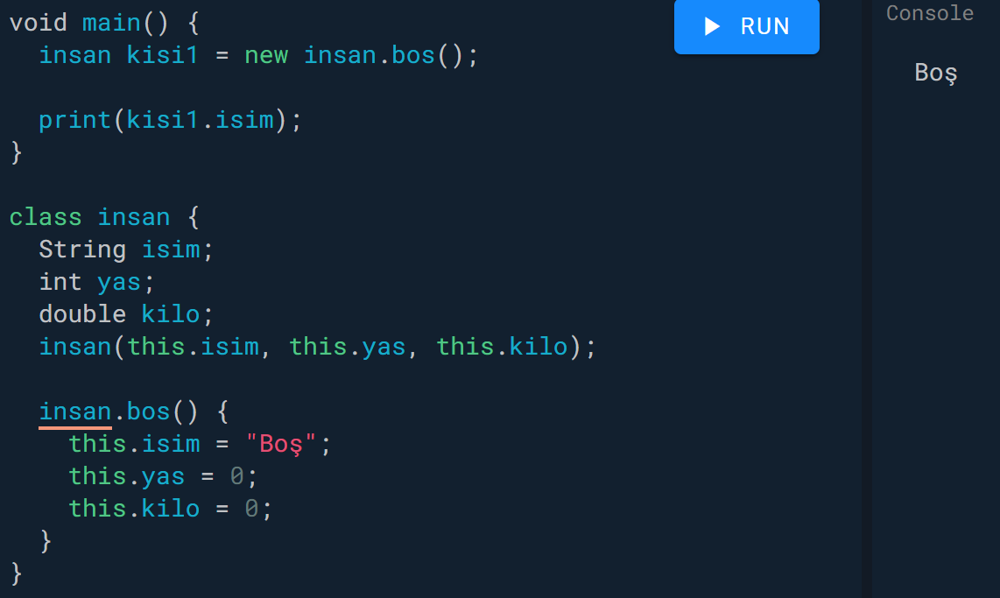 void main() {
  insan kisi1 = new insan.bos();

  print(kisi1.isim);
}

class insan {
  String isim;
  int yas;
  double kilo;
  insan(this.isim, this.yas, this.kilo);

  insan.bos() {
    this.isim = "Boş";
    this.yas = 0;
    this.kilo = 0;
  }
}
RUN
Console
Boş